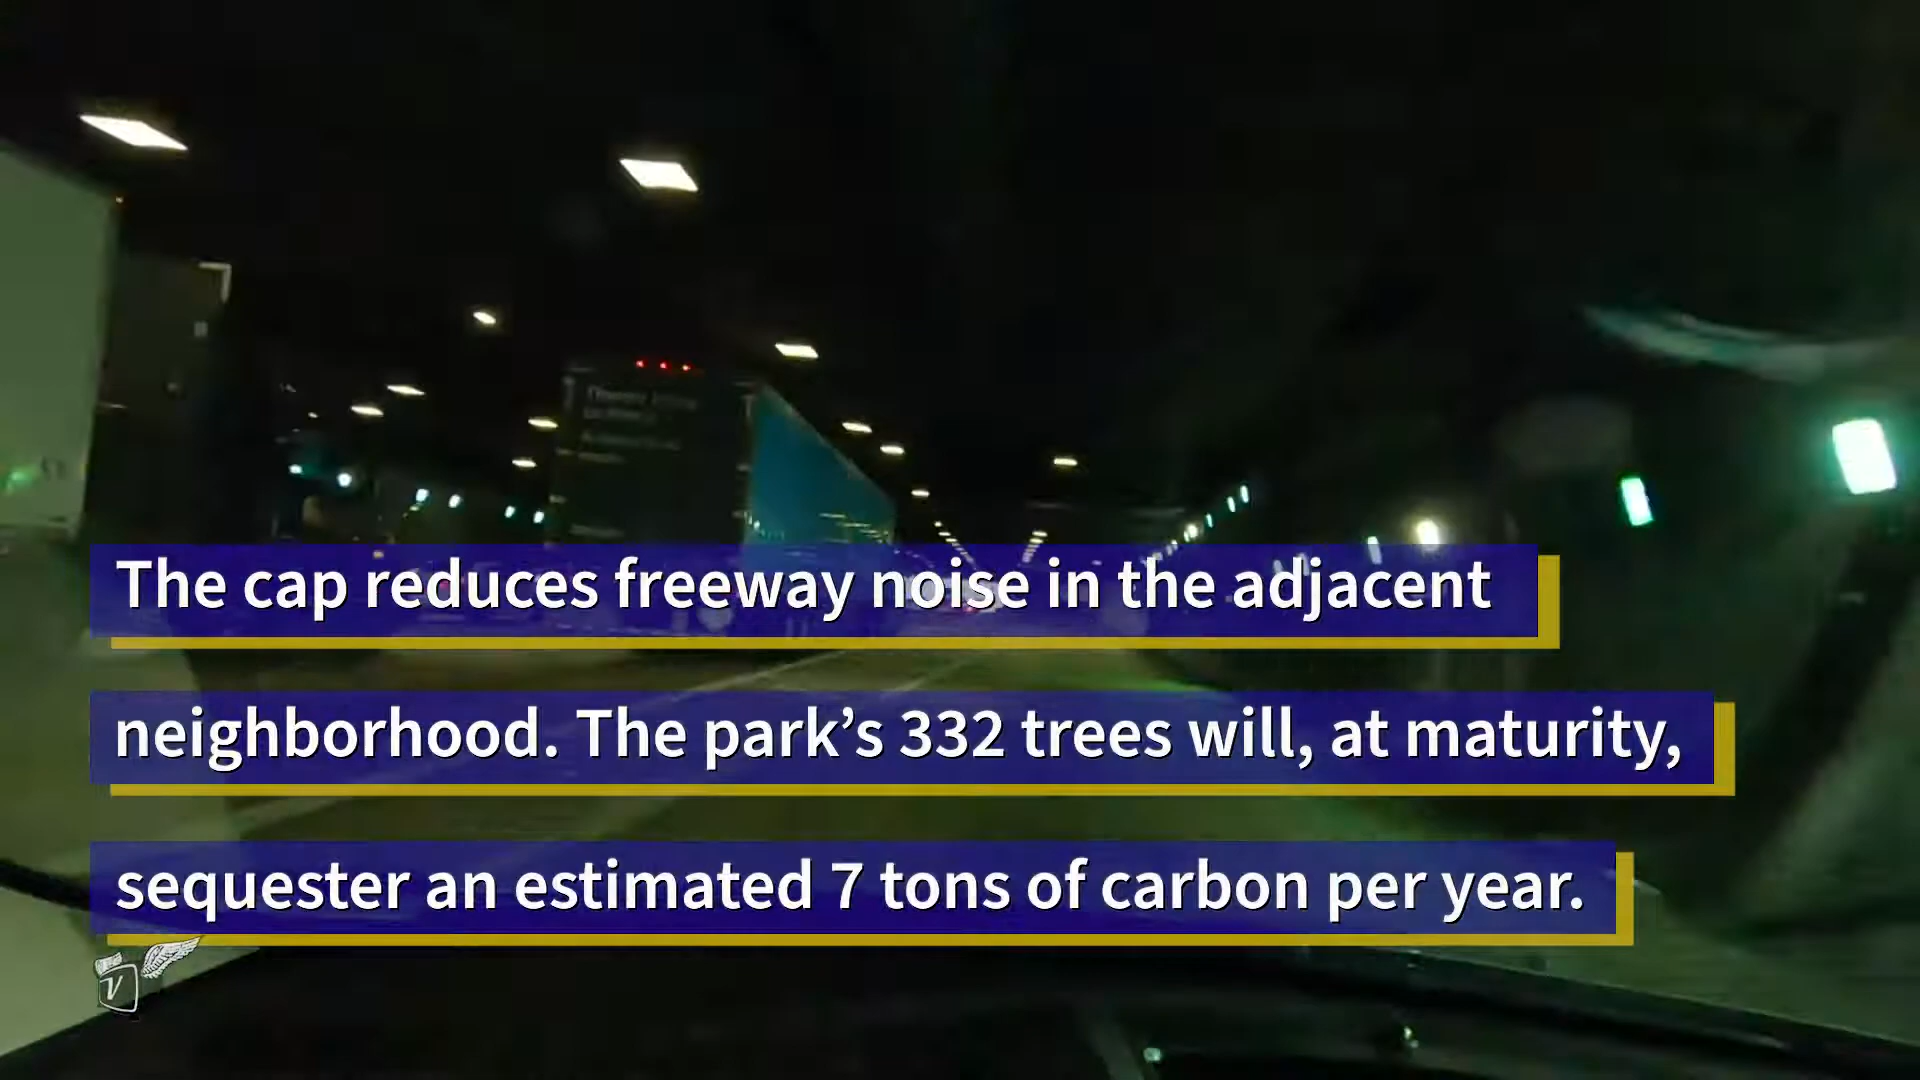 The cap reduces freeway noise in the adjacent
neighborhood. The park’s 332 trees will, at maturity,
sequester an estimated 7 tons of carbon per year.
V